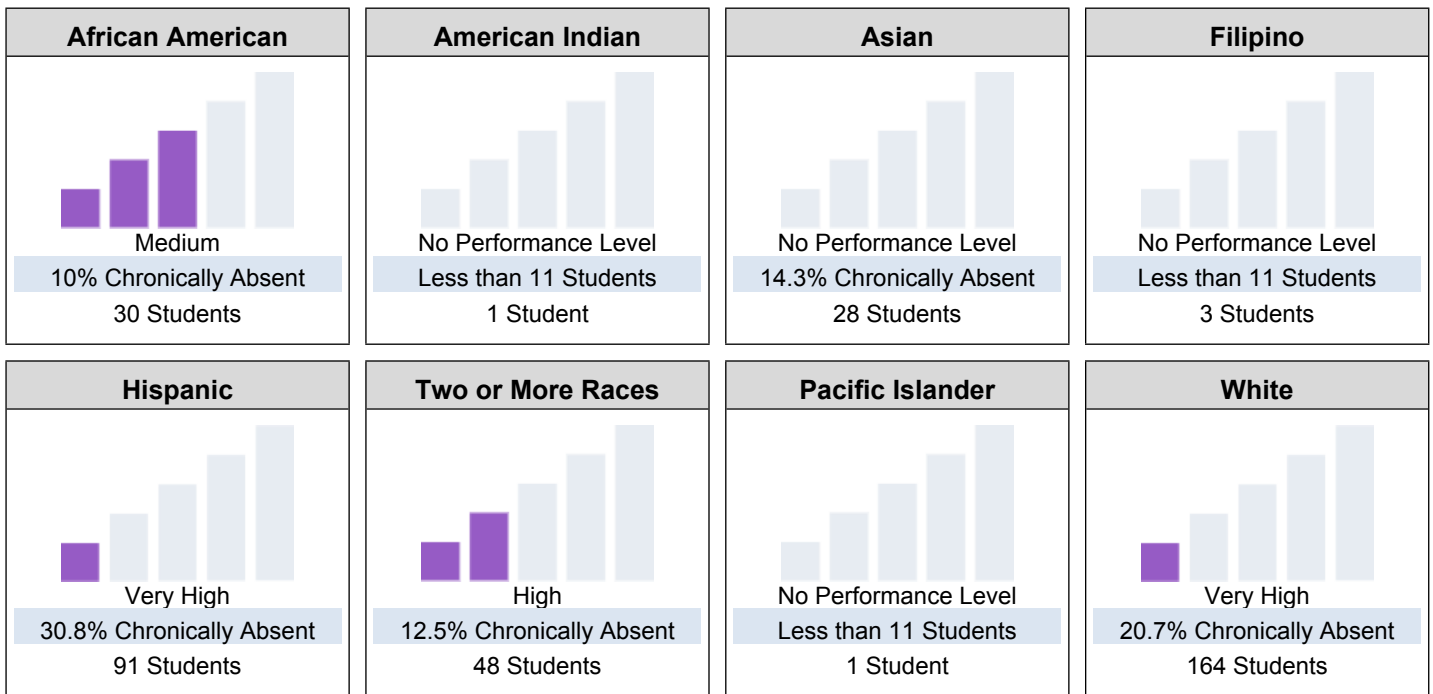 African American
Medium
10% Chronically Absent
30 Students
American Indian
No Performance Level
Less than 11 Students
1 Student
Asian
No Performance Level
14.3% Chronically Absent
28 Students
Filipino
No Performance Level
Less than 11 Students
3 Students
Hispanic
Very High
30.8% Chronically Absent
91 Students
Two or More Races
High
12.5% Chronically Absent
48 Students
Pacific Islander
No Performance Level
Less than 11 Students
1 Student
White
Very High
20.7% Chronically Absent
164 Students